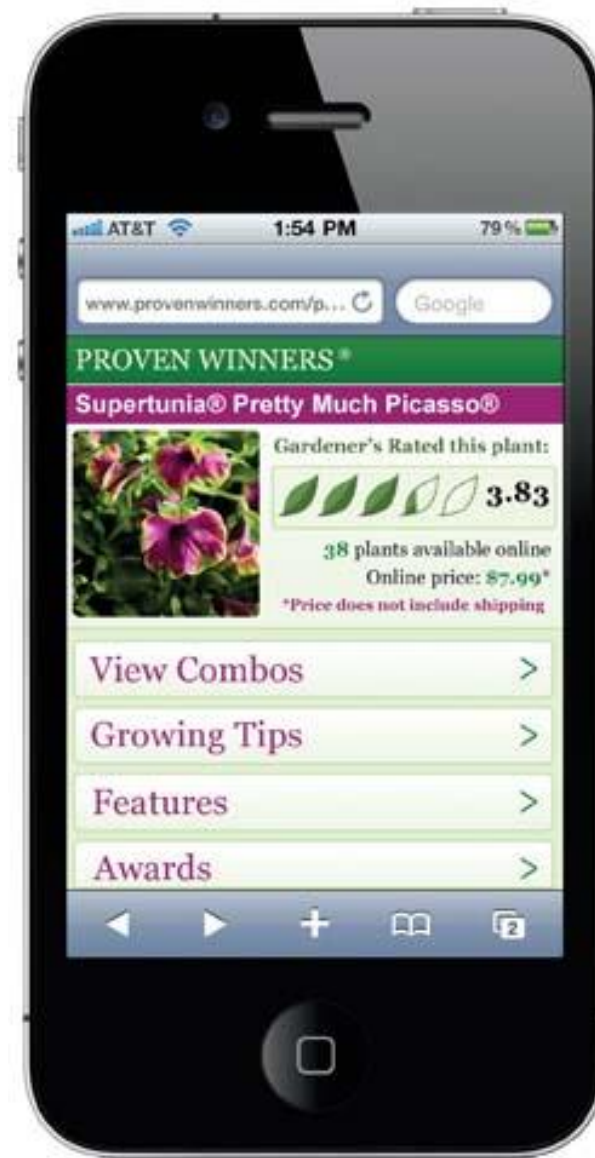 AT&T 1:54 PM 79%
www.provenwinners.com/p... Google
PROVEN WINNERS®
Supertunia® Pretty Much Picasso®
Gardener's Rated this plant:
3.83
38 plants available online
Online price: $7.99*
*Price does not include shipping
View Combos >
Growing Tips >
Features >
Awards >
2